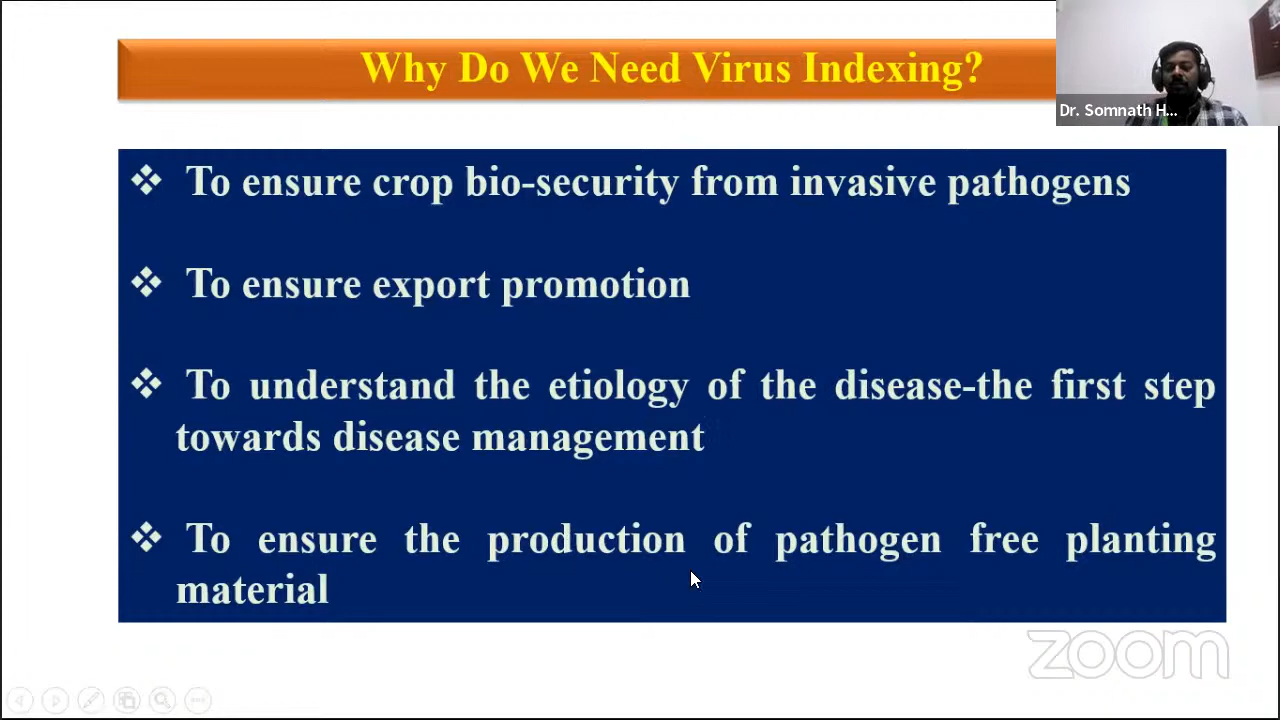 Why Do We Need Virus Indexing?
Dr. Somnath H...
❖ To ensure crop bio-security from invasive pathogens
❖ To ensure export promotion
❖ To understand the etiology of the disease-the first step
towards disease management
❖ To ensure the production of pathogen free planting
material
zoom